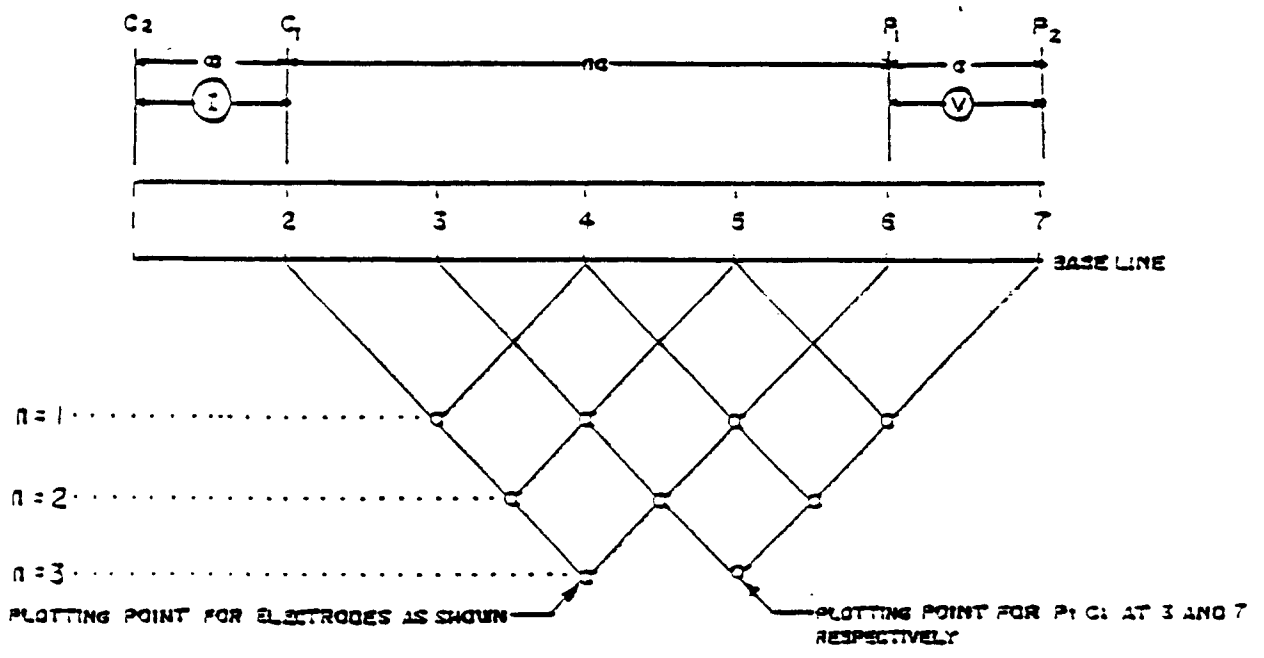 C2 C1 P1 P2
a na a
I V
1 2 3 4 5 6 7
BASE LINE
n = 1
n = 2
n = 3
PLOTTING POINT FOR ELECTRODES AS SHOWN
PLOTTING POINT FOR P1 C1 AT 3 AND 7
RESPECTIVELY